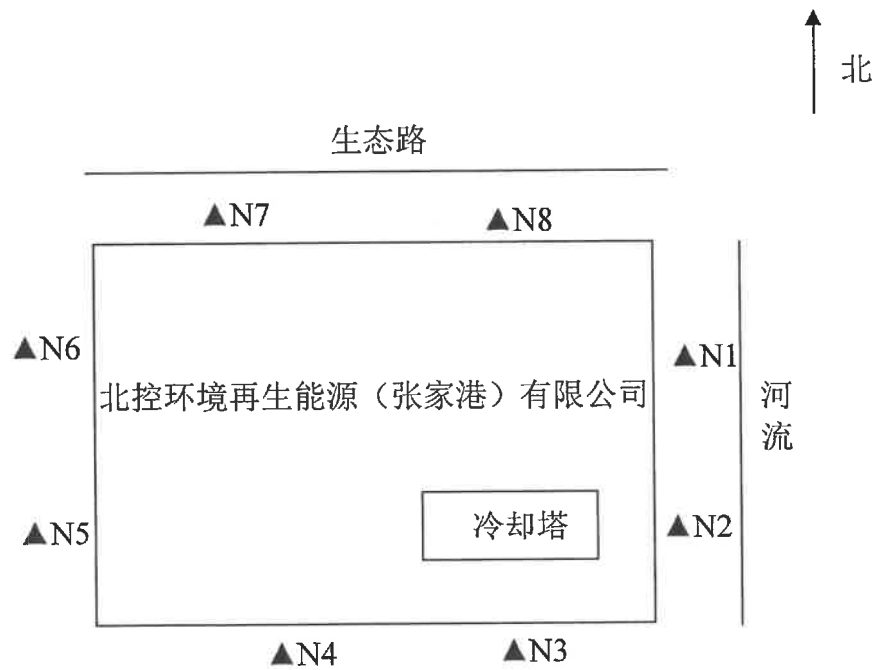 北
生态路
▲N7
▲N8
▲N6
▲N1
北控环境再生能源（张家港）有限公司
河流
冷却塔
▲N5
▲N2
▲N4
▲N3